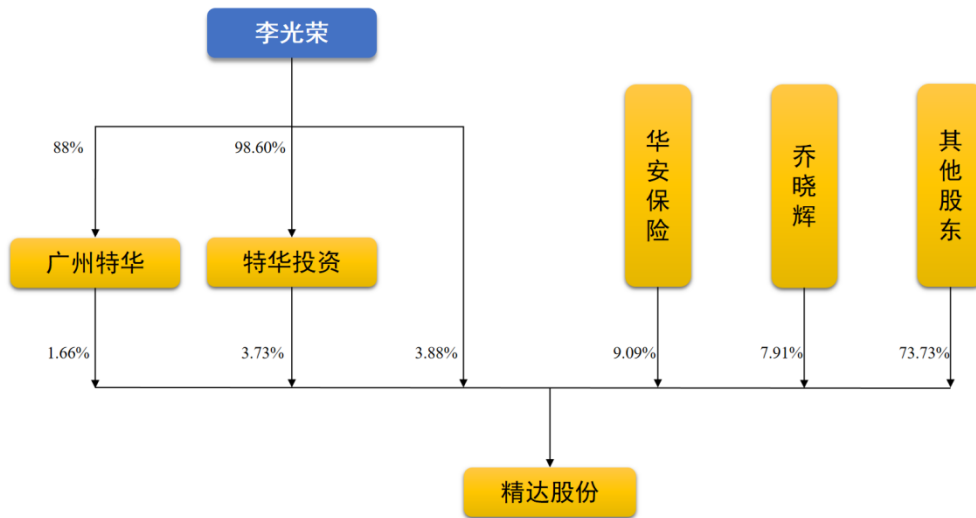 李光荣
88%
98.60%
华安保险
乔晓辉
其他股东
广州特华
特华投资
1.66%
3.73%
3.88%
9.09%
7.91%
73.73%
精达股份